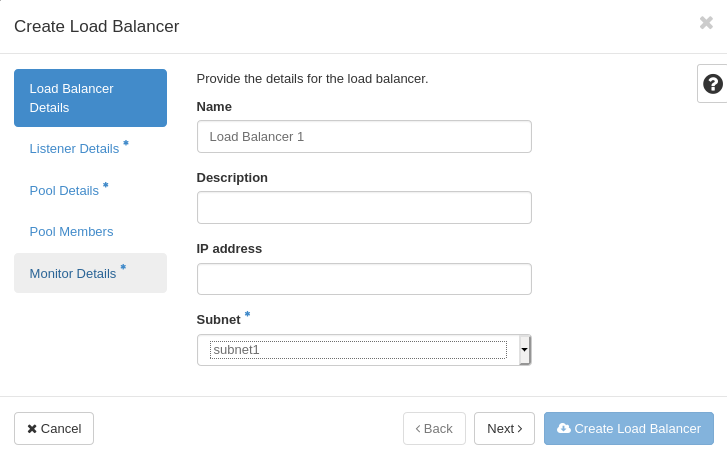 Create Load Balancer
Load Balancer
Details
Listener Details *
Pool Details *
Pool Members
Monitor Details *
Provide the details for the load balancer.
Name
Load Balancer 1
Description
IP address
Subnet *
subnet1
Cancel
Back
Next
Create Load Balancer